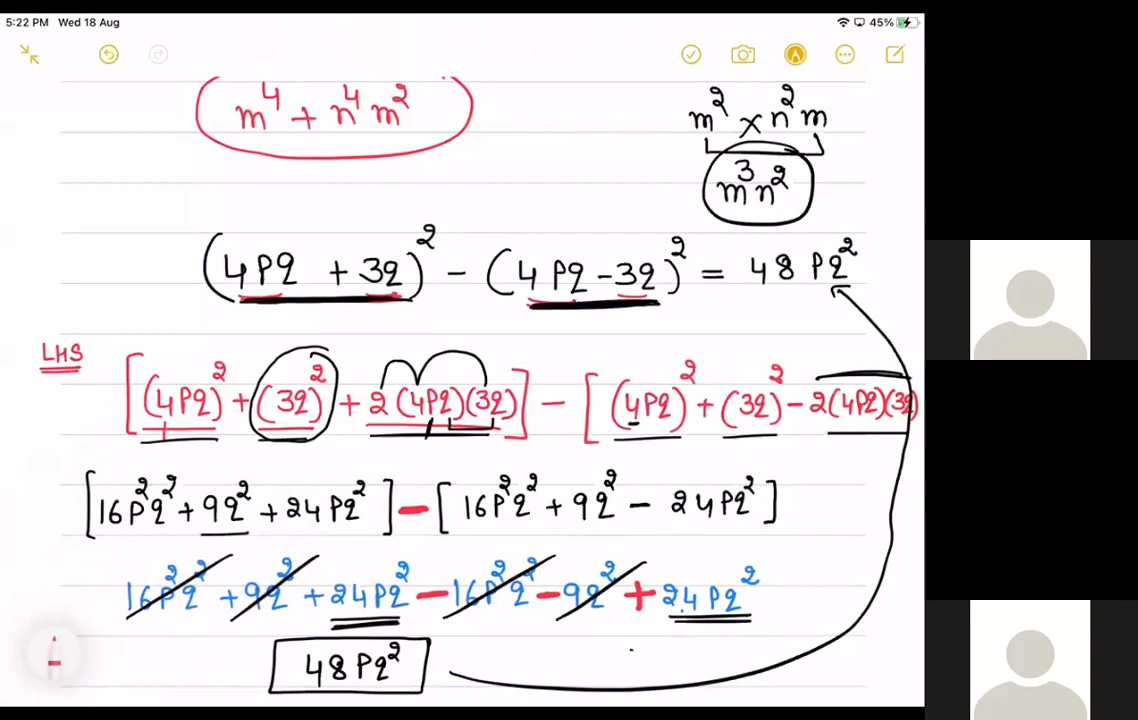 5:22 PM Wed 18 Aug 45%
m⁴ + n⁴m²
m² × n²m
m³n²
(4pq + 3q)² - (4pq - 3q)² = 48pq²
LHS
[(4pq)² + (3q)² + 2(4pq)(3q)] - [(4pq)² + (3q)² - 2(4pq)(3q)
[16p²q² + 9q² + 24pq²] - [16p²q² + 9q² - 24pq²]
16p²q² + 9q² + 24pq² - 16p²q² - 9q² + 24pq²
48pq²